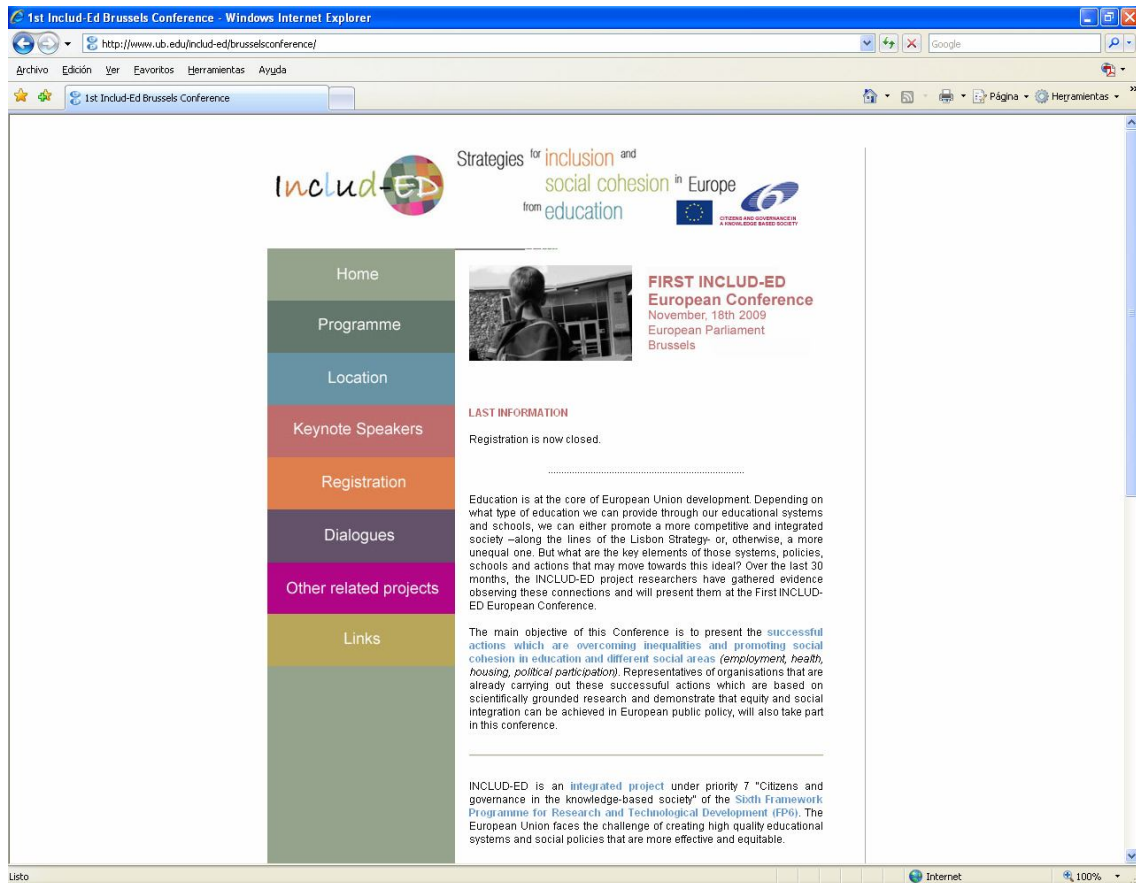 1st Includ-Ed Brussels Conference - Windows Internet Explorer
http://www.ub.edu/includ-ed/brusselsconference/
Google
Archivo Edición Ver Favoritos Herramientas Ayuda
1st Includ-Ed Brussels Conference
Página Herramientas
Includ-ED
Strategies for inclusion and
social cohesion in Europe
from education
6
CITIZENS AND GOVERNANCE IN
A KNOWLEDGE BASED SOCIETY
Home
Programme
Location
Keynote Speakers
Registration
Dialogues
Other related projects
Links
FIRST INCLUD-ED
European Conference
November, 18th 2009
European Parliament
Brussels
LAST INFORMATION
Registration is now closed.
Education is at the core of European Union development. Depending on
what type of education we can provide through our educational systems
and schools, we can either promote a more competitive and integrated
society –along the lines of the Lisbon Strategy- or, otherwise, a more
unequal one. But what are the key elements of those systems, policies,
schools and actions that may move towards this ideal? Over the last 30
months, the INCLUD-ED project researchers have gathered evidence
observing these connections and will present them at the First INCLUD-
ED European Conference.
The main objective of this Conference is to present the successful
actions which are overcoming inequalities and promoting social
cohesion in education and different social areas (employment, health,
housing, political participation). Representatives of organisations that are
already carrying out these successuful actions which are based on
scientifically grounded research and demonstrate that equity and social
integration can be achieved in European public policy, will also take part
in this conference.
INCLUD-ED is an integrated project under priority 7 "Citizens and
governance in the knowledge-based society" of the Sixth Framework
Programme for Research and Technological Development (FP6). The
European Union faces the challenge of creating high quality educational
systems and social policies that are more effective and equitable.
Listo
Internet
100%